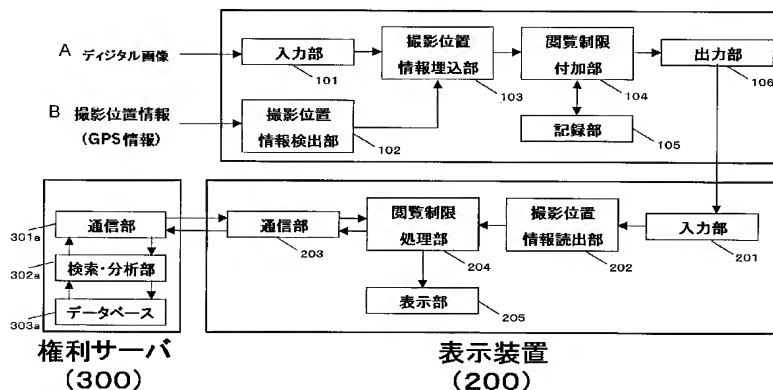 A ディジタル画像
入力部
101
撮影位置
情報埋込部
103
閲覧制限
付加部
104
出力部
106
B 撮影位置情報
(GPS情報)
撮影位置
情報検出部
102
記録部
105
通信部
301a
検索・分析部
302a
データベース
303a
権利サーバ
(300)
通信部
203
閲覧制限
処理部
204
撮影位置
情報読出部
202
入力部
201
表示部
205
表示装置
(200)